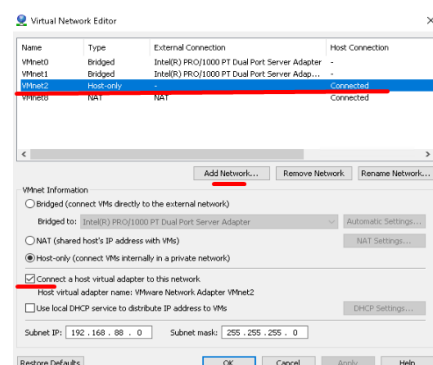 Virtual Network Editor
Name Type External Connection Host Connection
VMnet0 Bridged Intel(R) PRO/1000 PT Dual Port Server Adapter -
VMnet1 Bridged Intel(R) PRO/1000 PT Dual Port Server Adap... -
VMnet2 Host-only - Connected
VMnet8 NAT NAT Connected
Add Network... Remove Network Rename Network...
VMnet Information
Bridged (connect VMs directly to the external network)
Bridged to: Intel(R) PRO/1000 PT Dual Port Server Adapter Automatic Settings...
NAT (shared host's IP address with VMs) NAT Settings...
Host-only (connect VMs internally in a private network)
Connect a host virtual adapter to this network
Host virtual adapter name: VMware Network Adapter VMnet2
Use local DHCP service to distribute IP address to VMs DHCP Settings...
Subnet IP: 192 . 168 . 88 . 0 Subnet mask: 255 . 255 . 255 . 0
Restore Defaults OK Cancel Apply Help